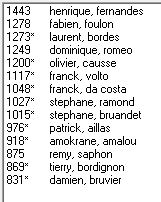 1443 henrique, fernandes
1278 fabien, foulon
1273* laurent, bordes
1249 dominique, romeo
1200* olivier, causse
1117* franck, volto
1048* franck, da costa
1027* stephane, ramond
1015* stephane, bruandet
976* patrick, aillas
918* amokrane, amalou
875 remy, saphon
869* tierry, bordignon
831* damien, bruvier